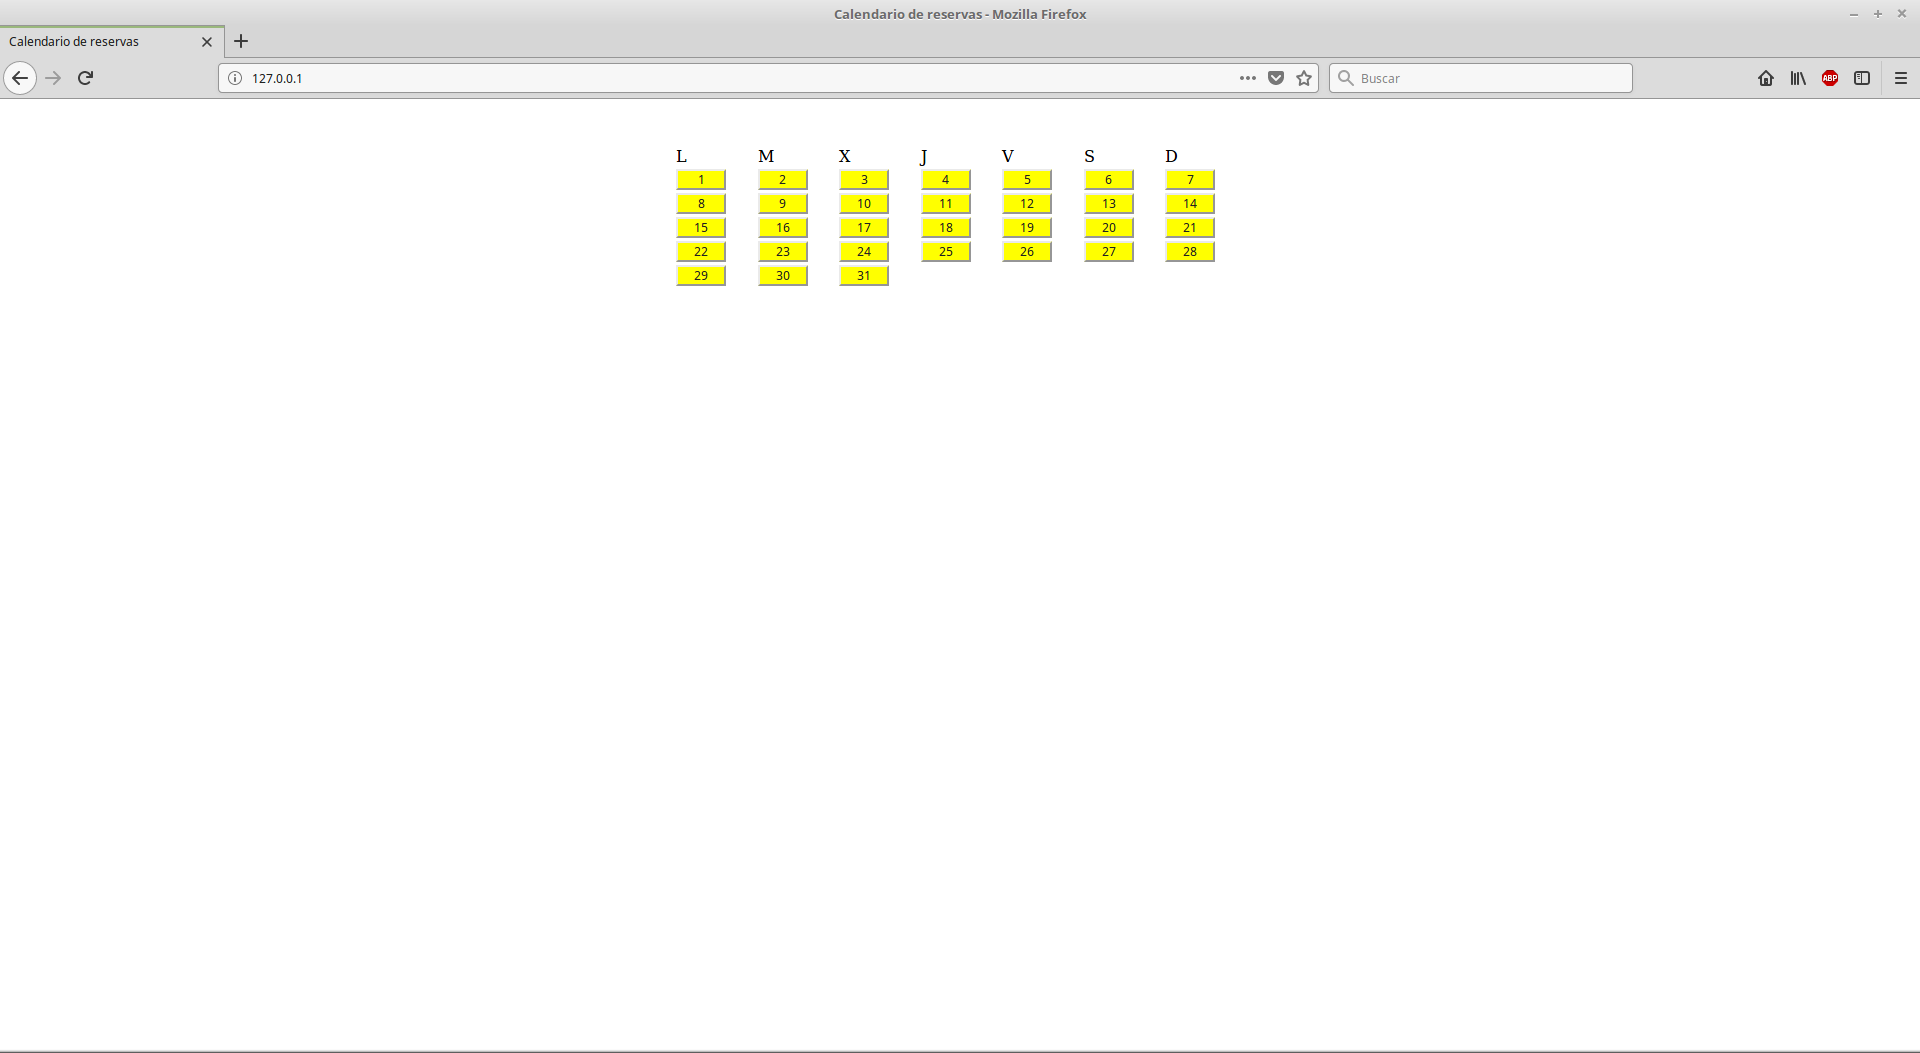 Calendario de reservas - Mozilla Firefox
Calendario de reservas
127.0.0.1
Buscar
ABP
L M X J V S D
1 2 3 4 5 6 7
8 9 10 11 12 13 14
15 16 17 18 19 20 21
22 23 24 25 26 27 28
29 30 31